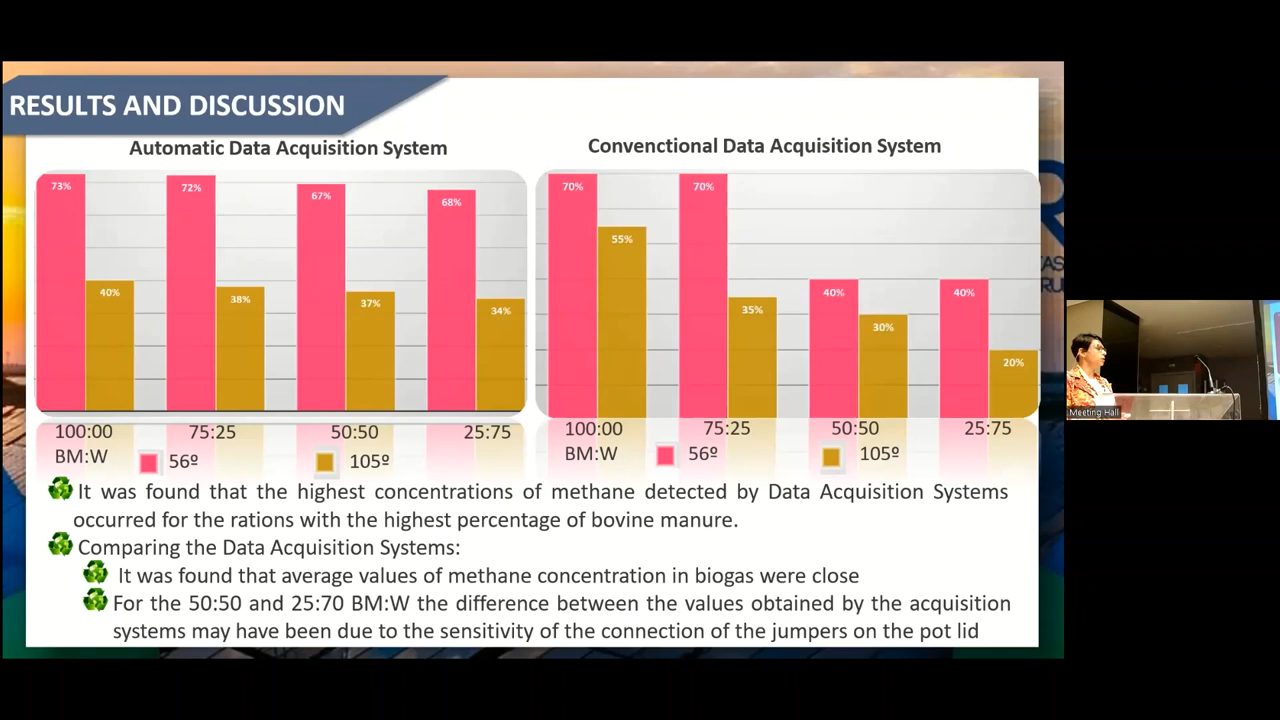 RESULTS AND DISCUSSION
Automatic Data Acquisition System
73%
40%
72%
38%
67%
37%
68%
34%
100:00
75:25
50:50
25:75
BM:W
56º
105º
Convenctional Data Acquisition System
70%
55%
70%
35%
40%
30%
40%
20%
100:00
75:25
50:50
25:75
BM:W
56º
105º
It was found that the highest concentrations of methane detected by Data Acquisition Systems
occurred for the rations with the highest percentage of bovine manure.
Comparing the Data Acquisition Systems:
It was found that average values of methane concentration in biogas were close
For the 50:50 and 25:70 BM:W the difference between the values obtained by the acquisition
systems may have been due to the sensitivity of the connection of the jumpers on the pot lid
Meeting Hall